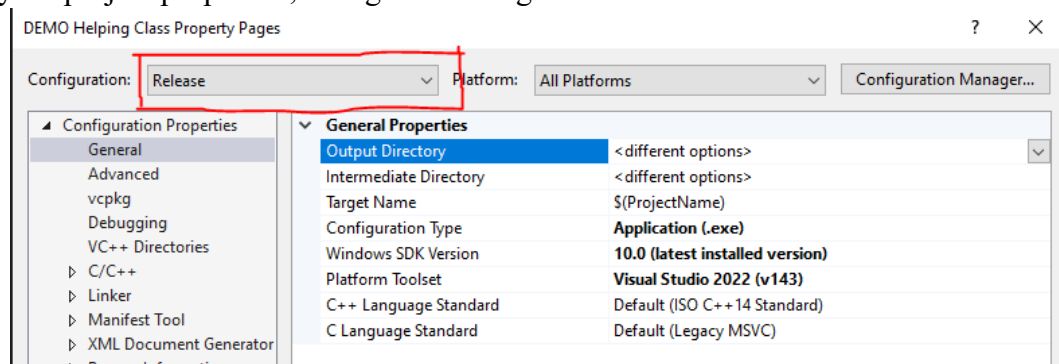 DEMO Helping Class Property Pages ? ×
Configuration: Release Platform: All Platforms Configuration Manager...
Configuration Properties
General
Advanced
vcpkg
Debugging
VC++ Directories
C/C++
Linker
Manifest Tool
XML Document Generator
General Properties
Output Directory <different options>
Intermediate Directory <different options>
Target Name $(ProjectName)
Configuration Type Application (.exe)
Windows SDK Version 10.0 (latest installed version)
Platform Toolset Visual Studio 2022 (v143)
C++ Language Standard Default (ISO C++14 Standard)
C Language Standard Default (Legacy MSVC)